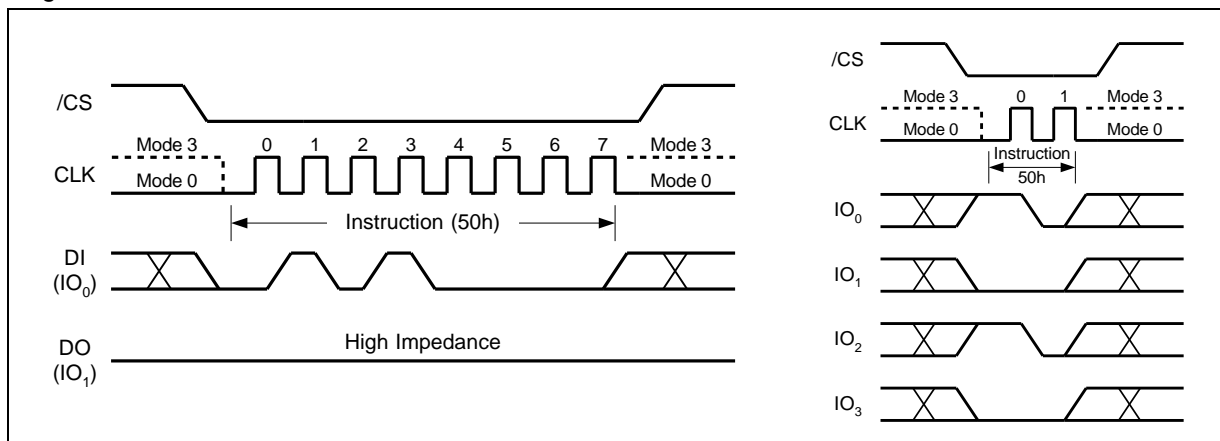 /CS
Mode 3
0 1 2 3 4 5 6 7
Mode 3
CLK
Mode 0
Mode 0
Instruction (50h)
DI
(IO0)
High Impedance
DO
(IO1)
/CS
Mode 3
0 1
Mode 3
CLK
Mode 0
Mode 0
Instruction
50h
IO0
IO1
IO2
IO3